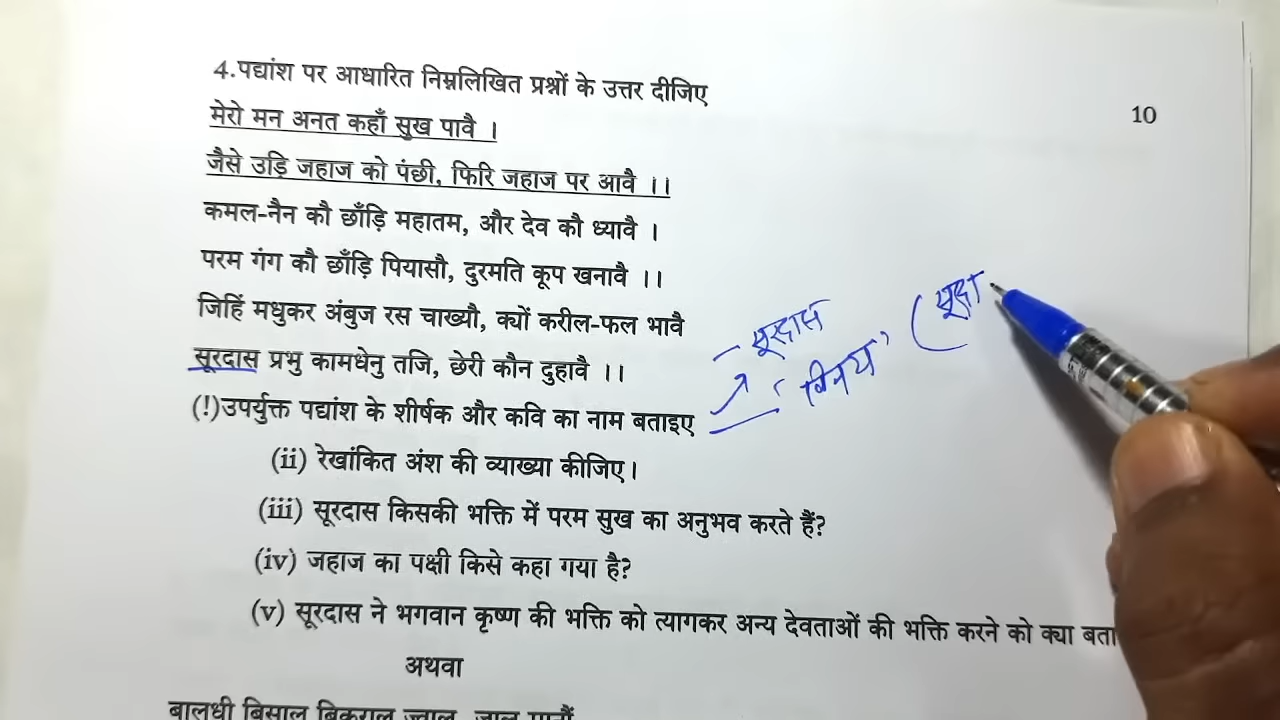 4.पद्यांश पर आधारित निम्नलिखित प्रश्नों के उत्तर दीजिए
10
मेरो मन अनत कहाँ सुख पावै ।
जैसे उड़ि जहाज को पंछी, फिरि जहाज पर आवै ।।
कमल-नैन कौ छाँड़ि महातम, और देव कौ ध्यावै ।
परम गंग कौ छाँड़ि पियासौ, दुरमति कूप खनावै ।।
जिहिं मधुकर अंबुज रस चाख्यौ, क्यों करील-फल भावै
सूरदास प्रभु कामधेनु तजि, छेरी कौन दुहावै ।।
सूरदास
'विनय' (
(!)उपर्युक्त पद्यांश के शीर्षक और कवि का नाम बताइए
(ii) रेखांकित अंश की व्याख्या कीजिए।
(iii) सूरदास किसकी भक्ति में परम सुख का अनुभव करते हैं?
(iv) जहाज का पक्षी किसे कहा गया है?
(v) सूरदास ने भगवान कृष्ण की भक्ति को त्यागकर अन्य देवताओं की भक्ति करने को क्या बता
अथवा
बालधी बिसाल बिकराल ज्वाल